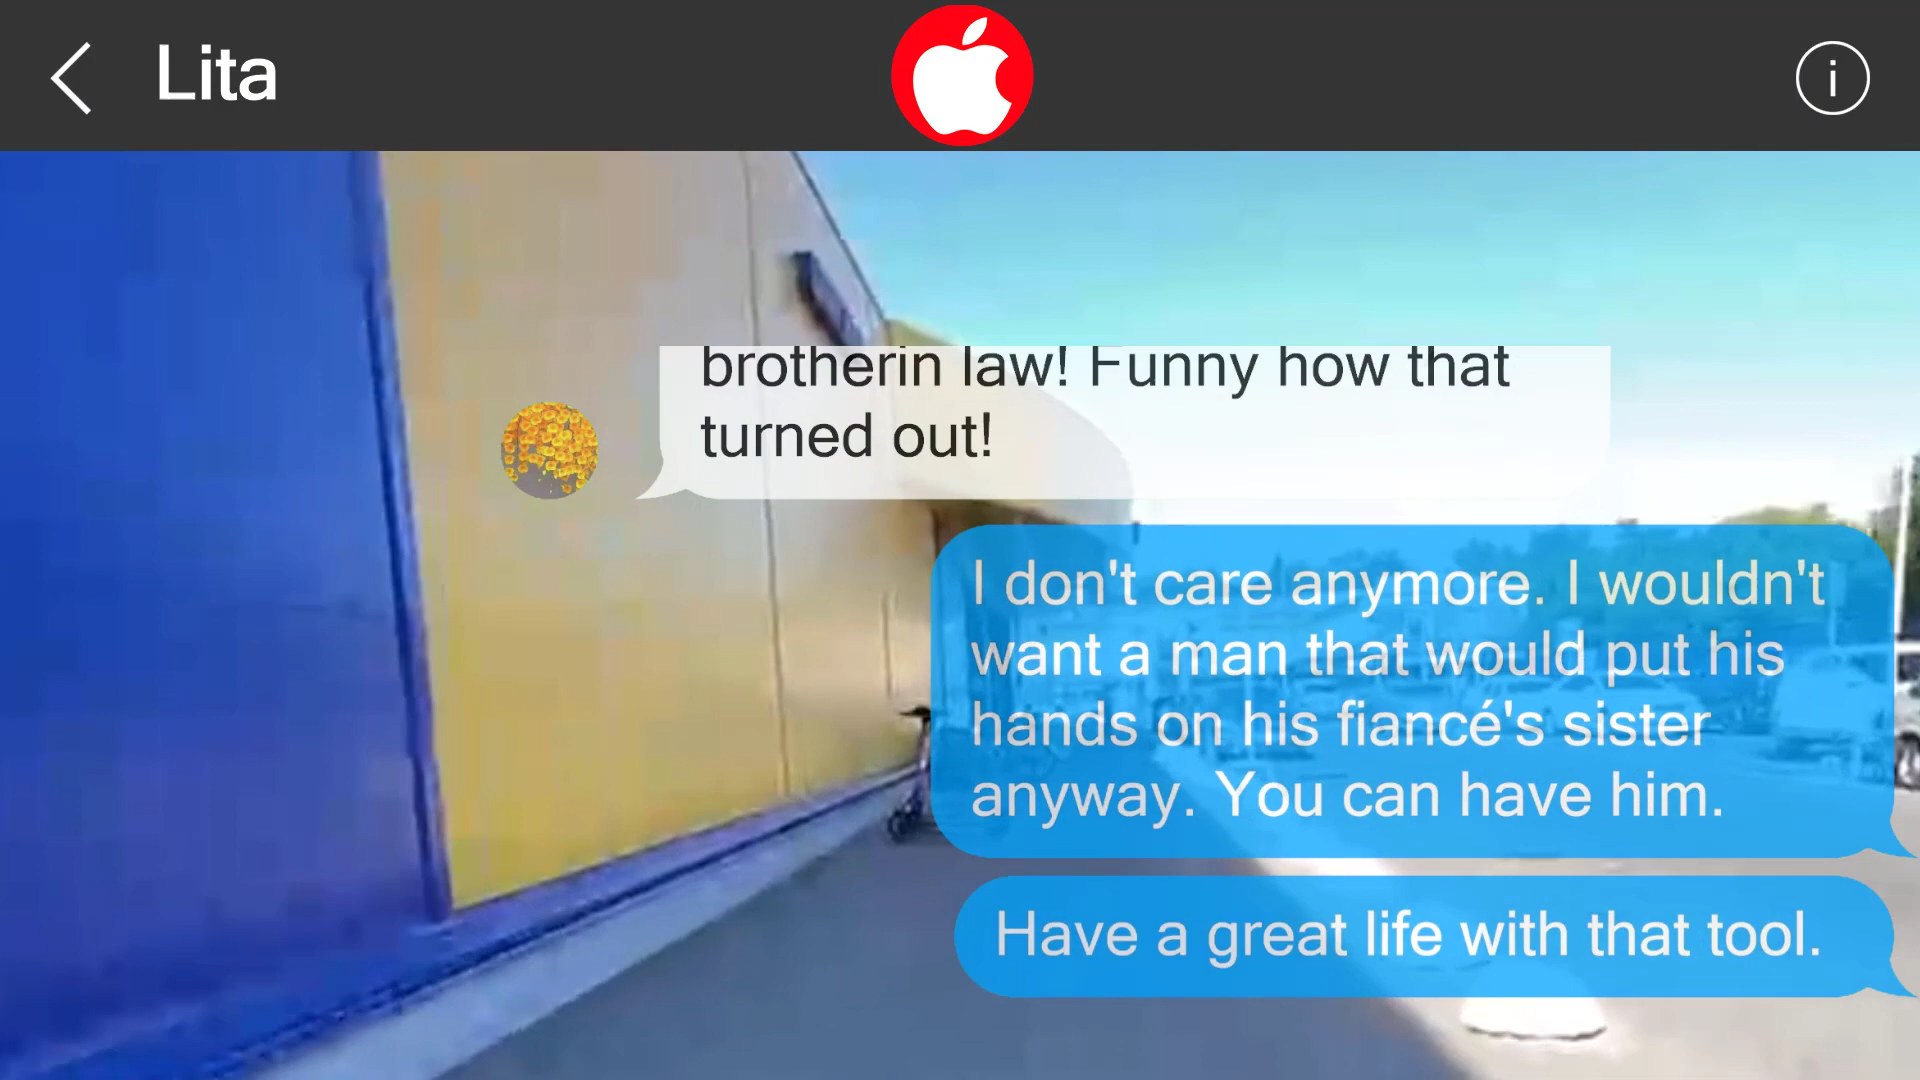 Lita
i
brotherin law! Funny how that
turned out!
I don't care anymore. I wouldn't
want a man that would put his
hands on his fiancé's sister
anyway. You can have him.
Have a great life with that tool.